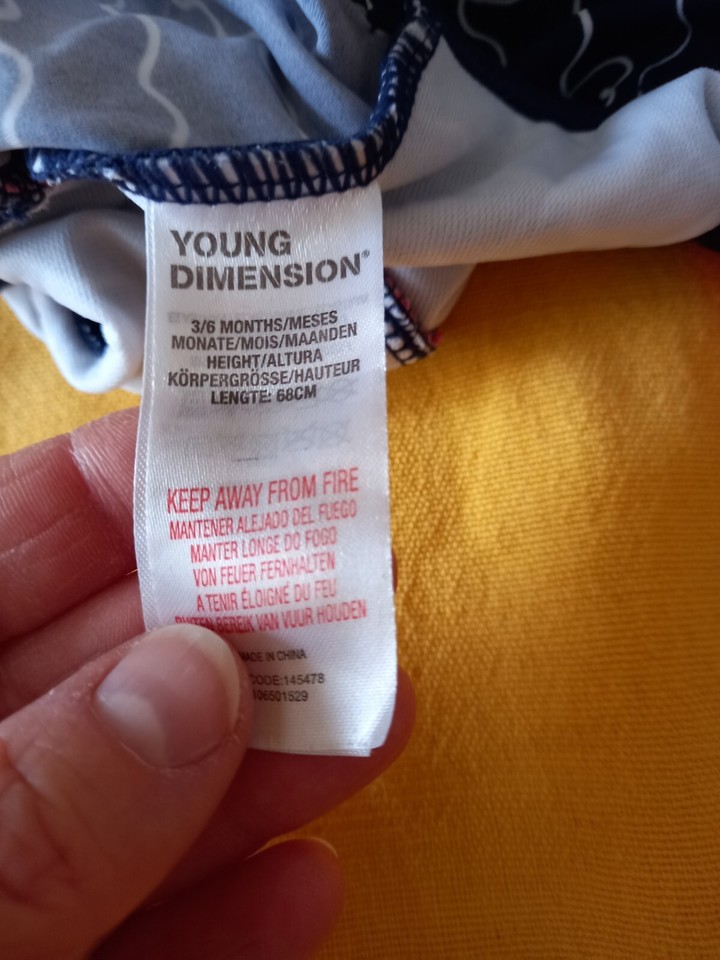 YOUNG
DIMENSION®
3/6 MONTHS/MESES
MONATE/MOIS/MAANDEN
HEIGHT/ALTURA
KÖRPERGRÖSSE/HAUTEUR
LENGTE: 68CM
KEEP AWAY FROM FIRE
MANTENER ALEJADO DEL FUEGO
MANTER LONGE DO FOGO
VON FEUER FERNHALTEN
A TENIR ÉLOIGNÉ DU FEU
BUITEN BEREIK VAN VUUR HOUDEN
MADE IN CHINA
CODE:145478
106501529